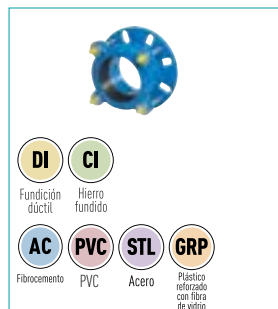 DI CI
Fundición dúctil Hierro fundido
AC PVC STL GRP
Fibrocemento PVC Acero Plástico reforzado con fibra de vidrio